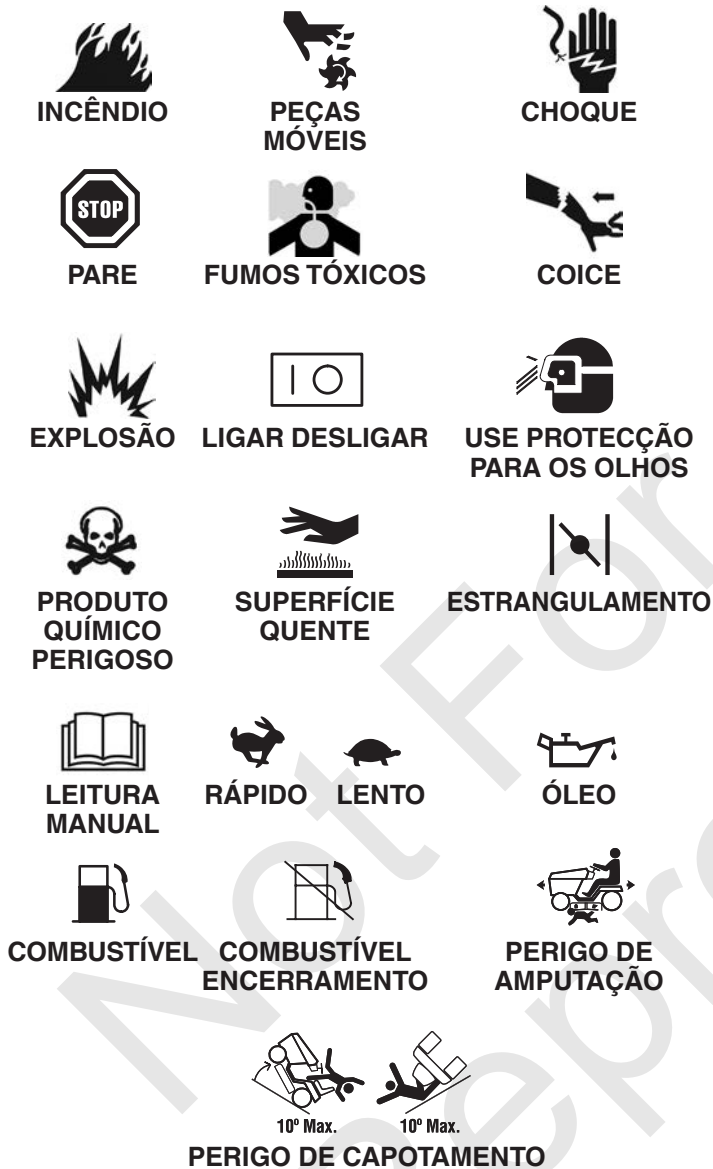 INCÊNDIO
PEÇAS
MÓVEIS
CHOQUE
STOP
PARE
FUMOS TÓXICOS
COICE
EXPLOSÃO
LIGAR DESLIGAR
USE PROTECÇÃO
PARA OS OLHOS
PRODUTO
QUÍMICO
PERIGOSO
SUPERFÍCIE
QUENTE
ESTRANGULAMENTO
LEITURA
MANUAL
RÁPIDO
LENTO
ÓLEO
COMBUSTÍVEL
COMBUSTÍVEL
ENCERRAMENTO
PERIGO DE
AMPUTAÇÃO
10º Max.
10º Max.
PERIGO DE CAPOTAMENTO
Not For